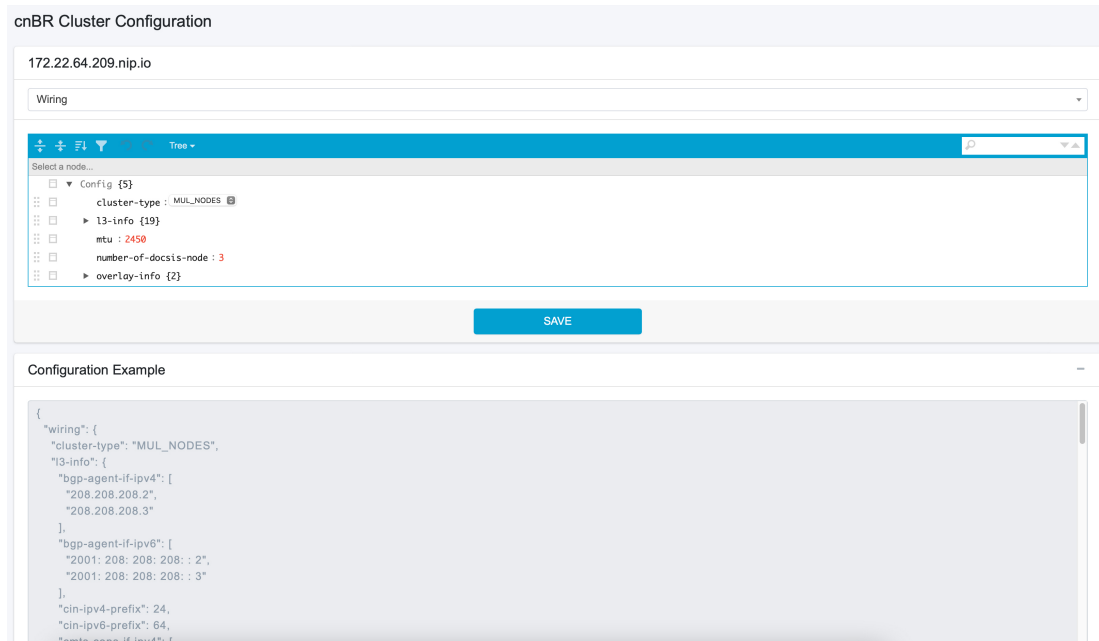 cnBR Cluster Configuration
172.22.64.209.nip.io
Wiring
Tree
Select a node...
Config {5}
cluster-type : MUL_NODES
l3-info {19}
mtu : 2450
number-of-docsis-node : 3
overlay-info {2}
SAVE
Configuration Example
{
"wiring": {
"cluster-type": "MUL_NODES",
"l3-info": {
"bgp-agent-if-ipv4": [
"208.208.208.2",
"208.208.208.3"
],
"bgp-agent-if-ipv6": [
"2001: 208: 208: 208: : 2",
"2001: 208: 208: 208: : 3"
],
"cin-ipv4-prefix": 24,
"cin-ipv6-prefix": 64,